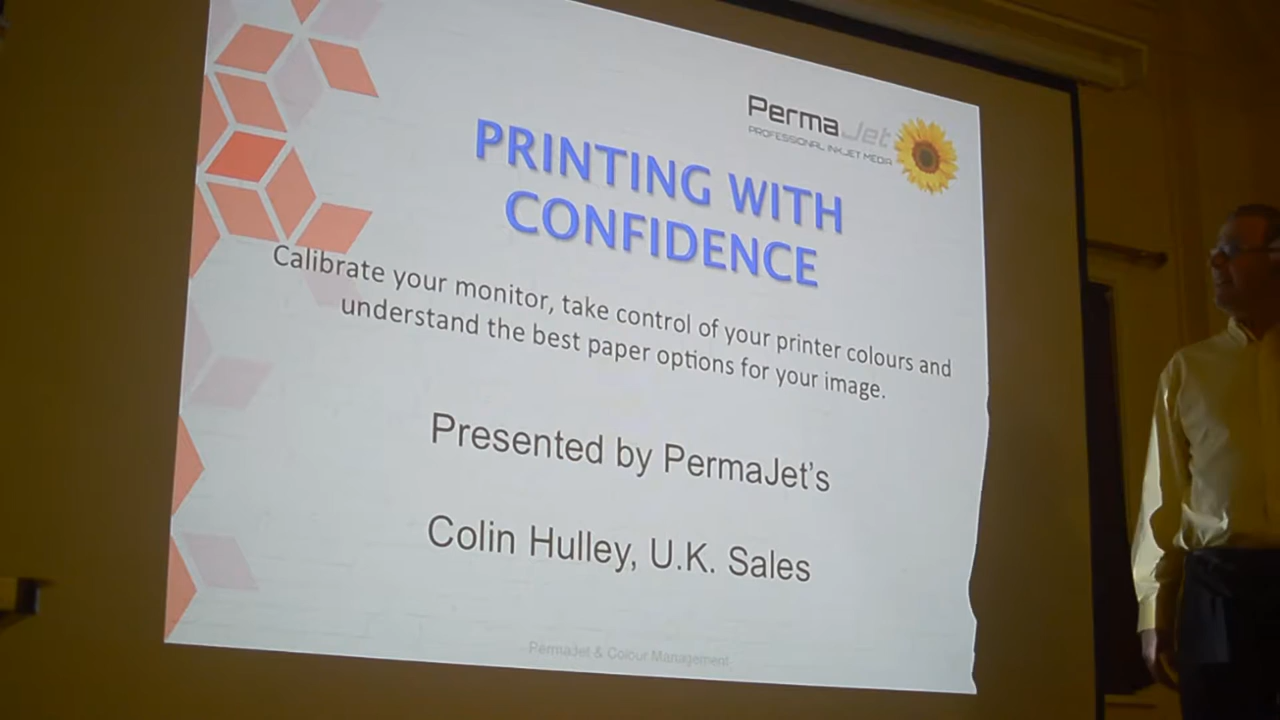 PermaJet
PROFESSIONAL INKJET MEDIA
PRINTING WITH
CONFIDENCE
Calibrate your monitor, take control of your printer colours and
understand the best paper options for your image.
Presented by PermaJet's
Colin Hulley, U.K. Sales
PermaJet & Colour Management